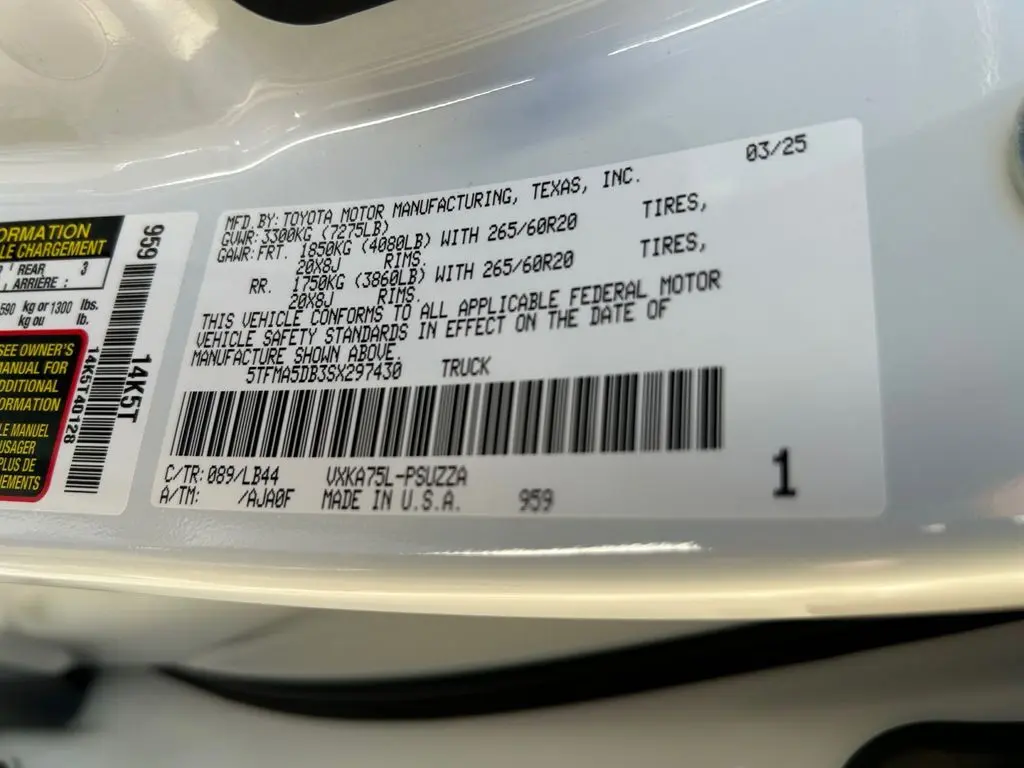 ORMATION
LE CHARGEMENT
REAR 3
ARRIÈRE :
590 kg or 1300 lbs.
kg ou lb.
SEE OWNER'S
MANUAL FOR
DDITIONAL
ORMATION
LE MANUEL
USAGER
PLUS DE
NEMENTS
959
14K5T40128
14K5T
03/25
MFD. BY: TOYOTA MOTOR MANUFACTURING, TEXAS, INC.
GVWR: 3300KG (7275LB)
GAWR: FRT. 1850KG (4080LB) WITH 265/60R20 TIRES,
20X8J RIMS.
RR. 1750KG (3860LB) WITH 265/60R20 TIRES,
20X8J RIMS.
THIS VEHICLE CONFORMS TO ALL APPLICABLE FEDERAL MOTOR
VEHICLE SAFETY STANDARDS IN EFFECT ON THE DATE OF
MANUFACTURE SHOWN ABOVE.
5TFMA5DB3SX297430 TRUCK
C/TR: 089/LB44 VXKA75L-PSUZZA
A/TM: /AJA0F MADE IN U.S.A. 959
1